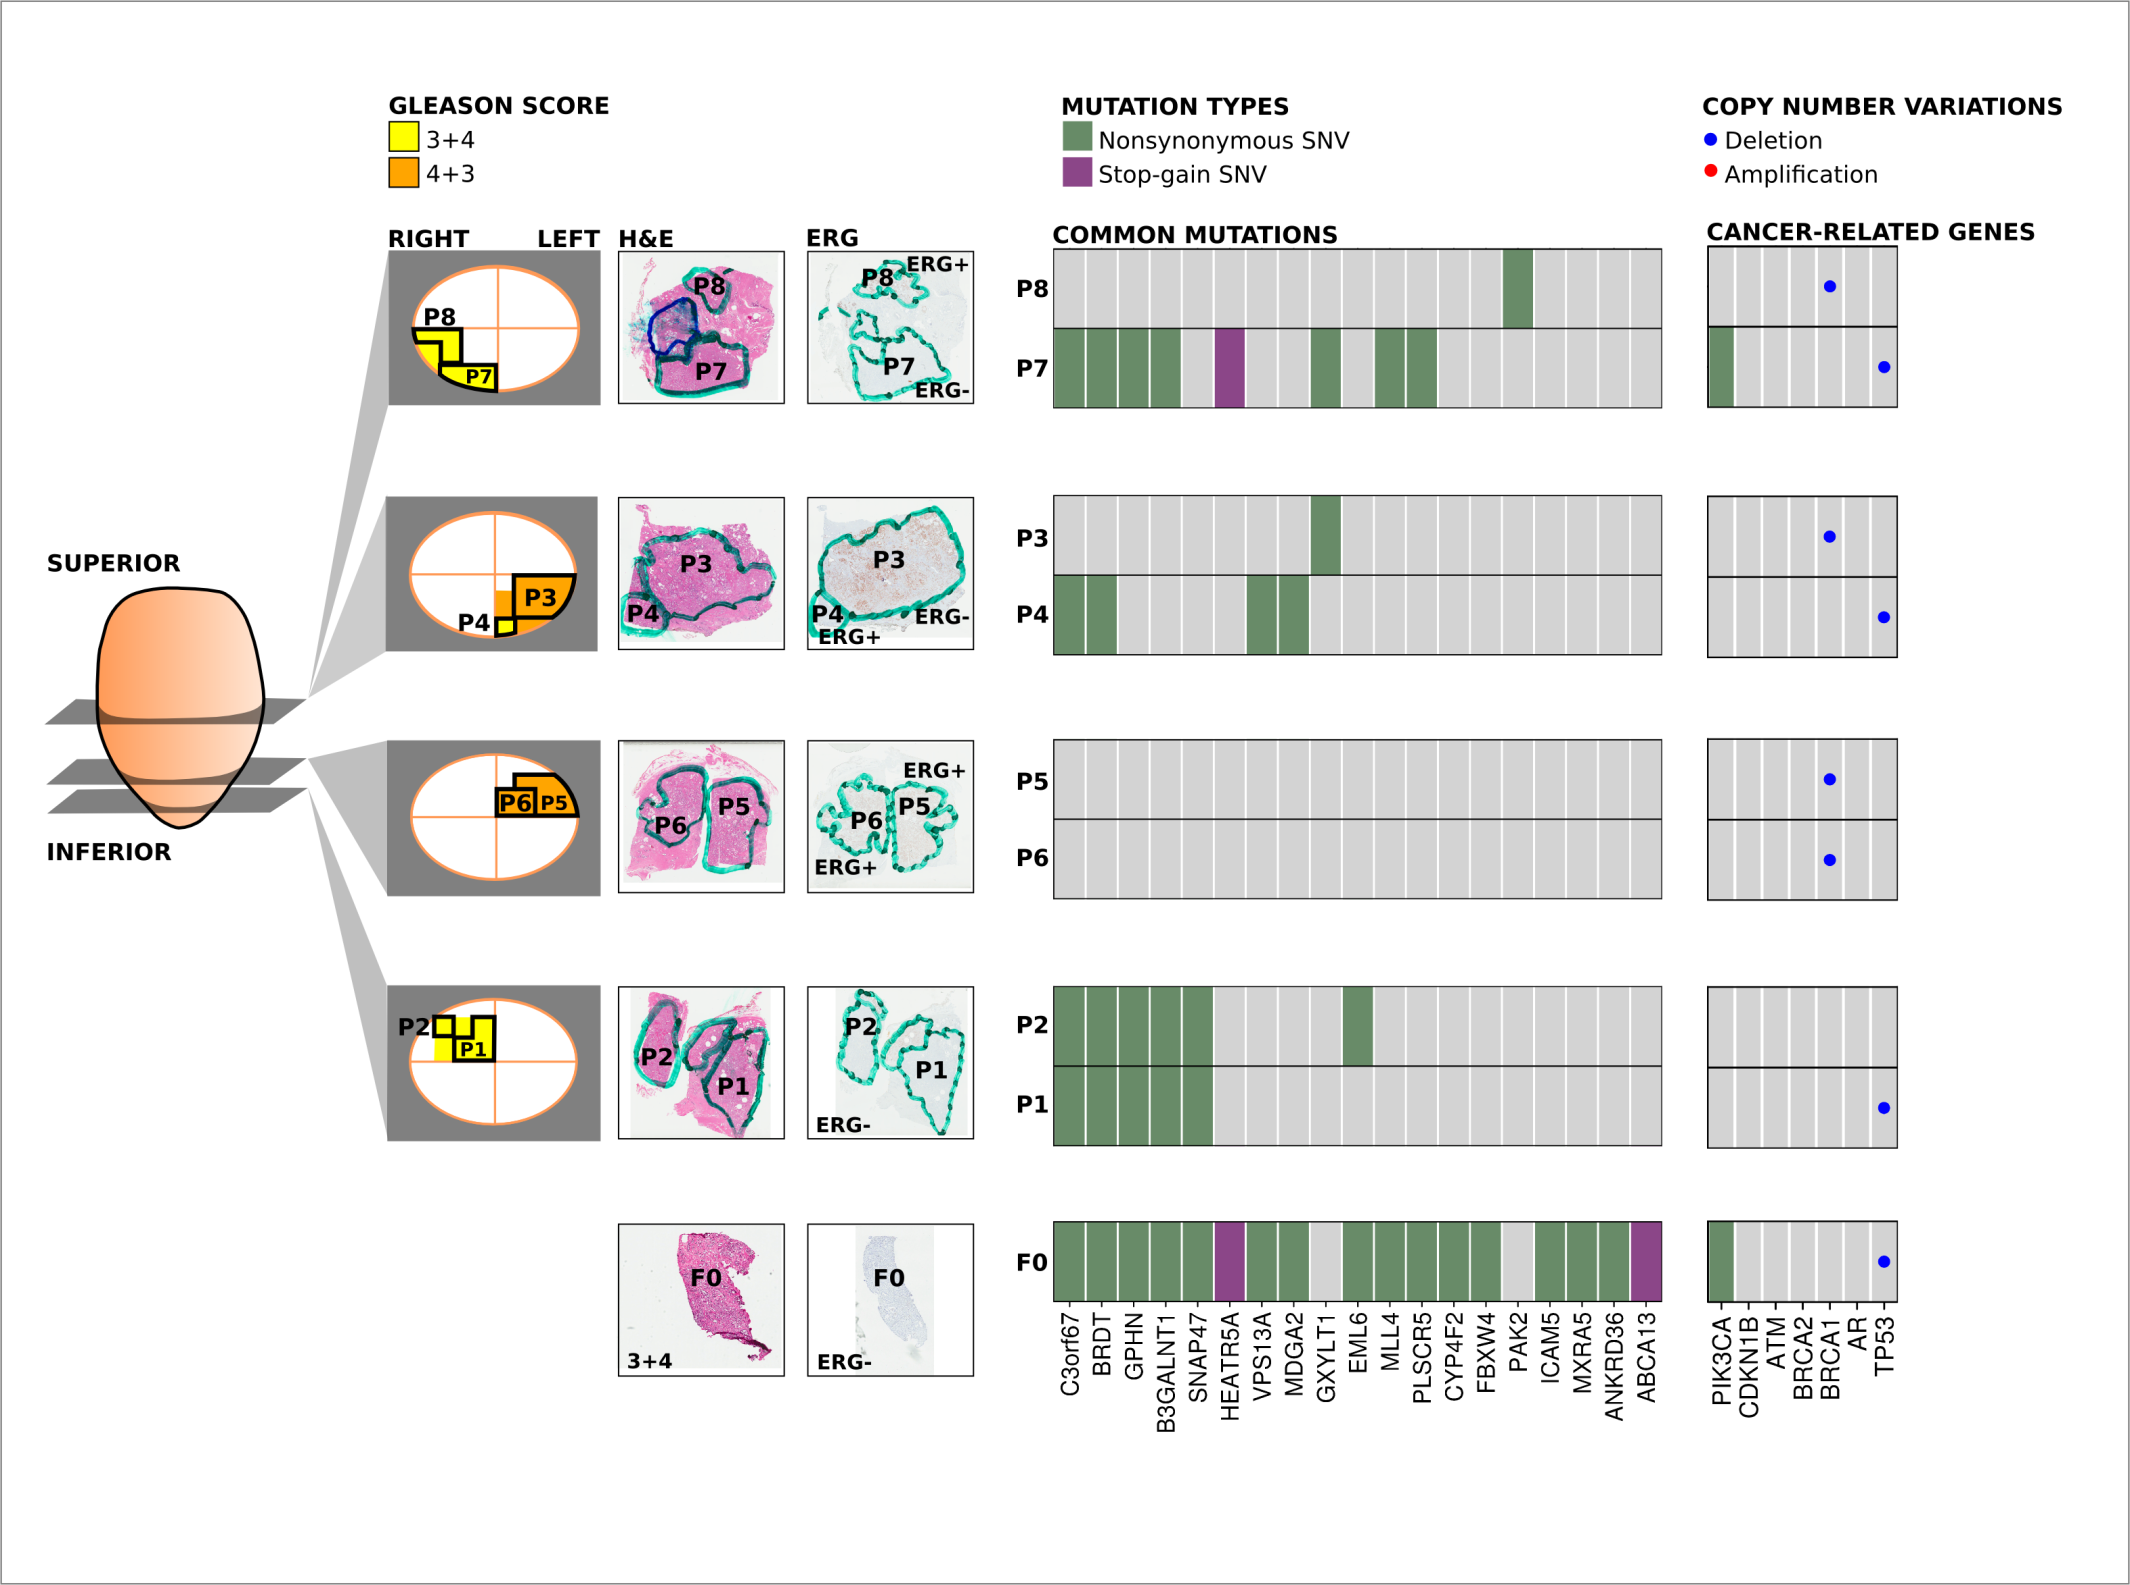 GLEASON SCORE
3+4
4+3
MUTATION TYPES
Nonsynonymous SNV
Stop-gain SNV
COPY NUMBER VARIATIONS
Deletion
Amplification
RIGHT
LEFT
H&E
ERG
COMMON MUTATIONS
CANCER-RELATED GENES
P8
P7
P8
P7
P8
ERG+
P7
ERG-
P8
P7
SUPERIOR
INFERIOR
P3
P4
P3
P4
P3
P4
ERG-
ERG+
P3
P4
P6
P5
P5
P6
ERG+
P5
P6
ERG+
P5
P6
P2
P1
P2
P1
P2
P1
ERG-
P2
P1
F0
3+4
F0
ERG-
F0
C3orf67
BRDT
GPHN
B3GALNT1
SNAP47
HEATR5A
VPS13A
MDGA2
GXYLT1
EML6
MLL4
PLSCR5
CYP4F2
FBXW4
PAK2
ICAM5
MXRA5
ANKRD36
ABCA13
PIK3CA
CDKN1B
ATM
BRCA2
BRCA1
AR
TP53